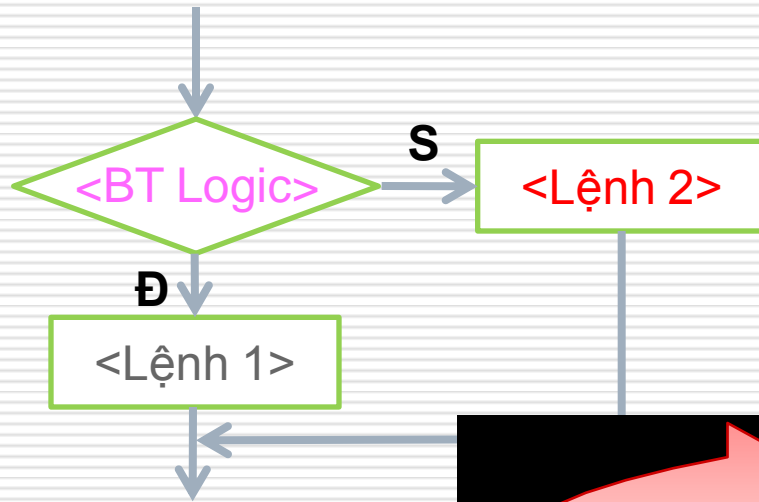 <BT Logic>
S
<Lệnh 2>
Đ
<Lệnh 1>